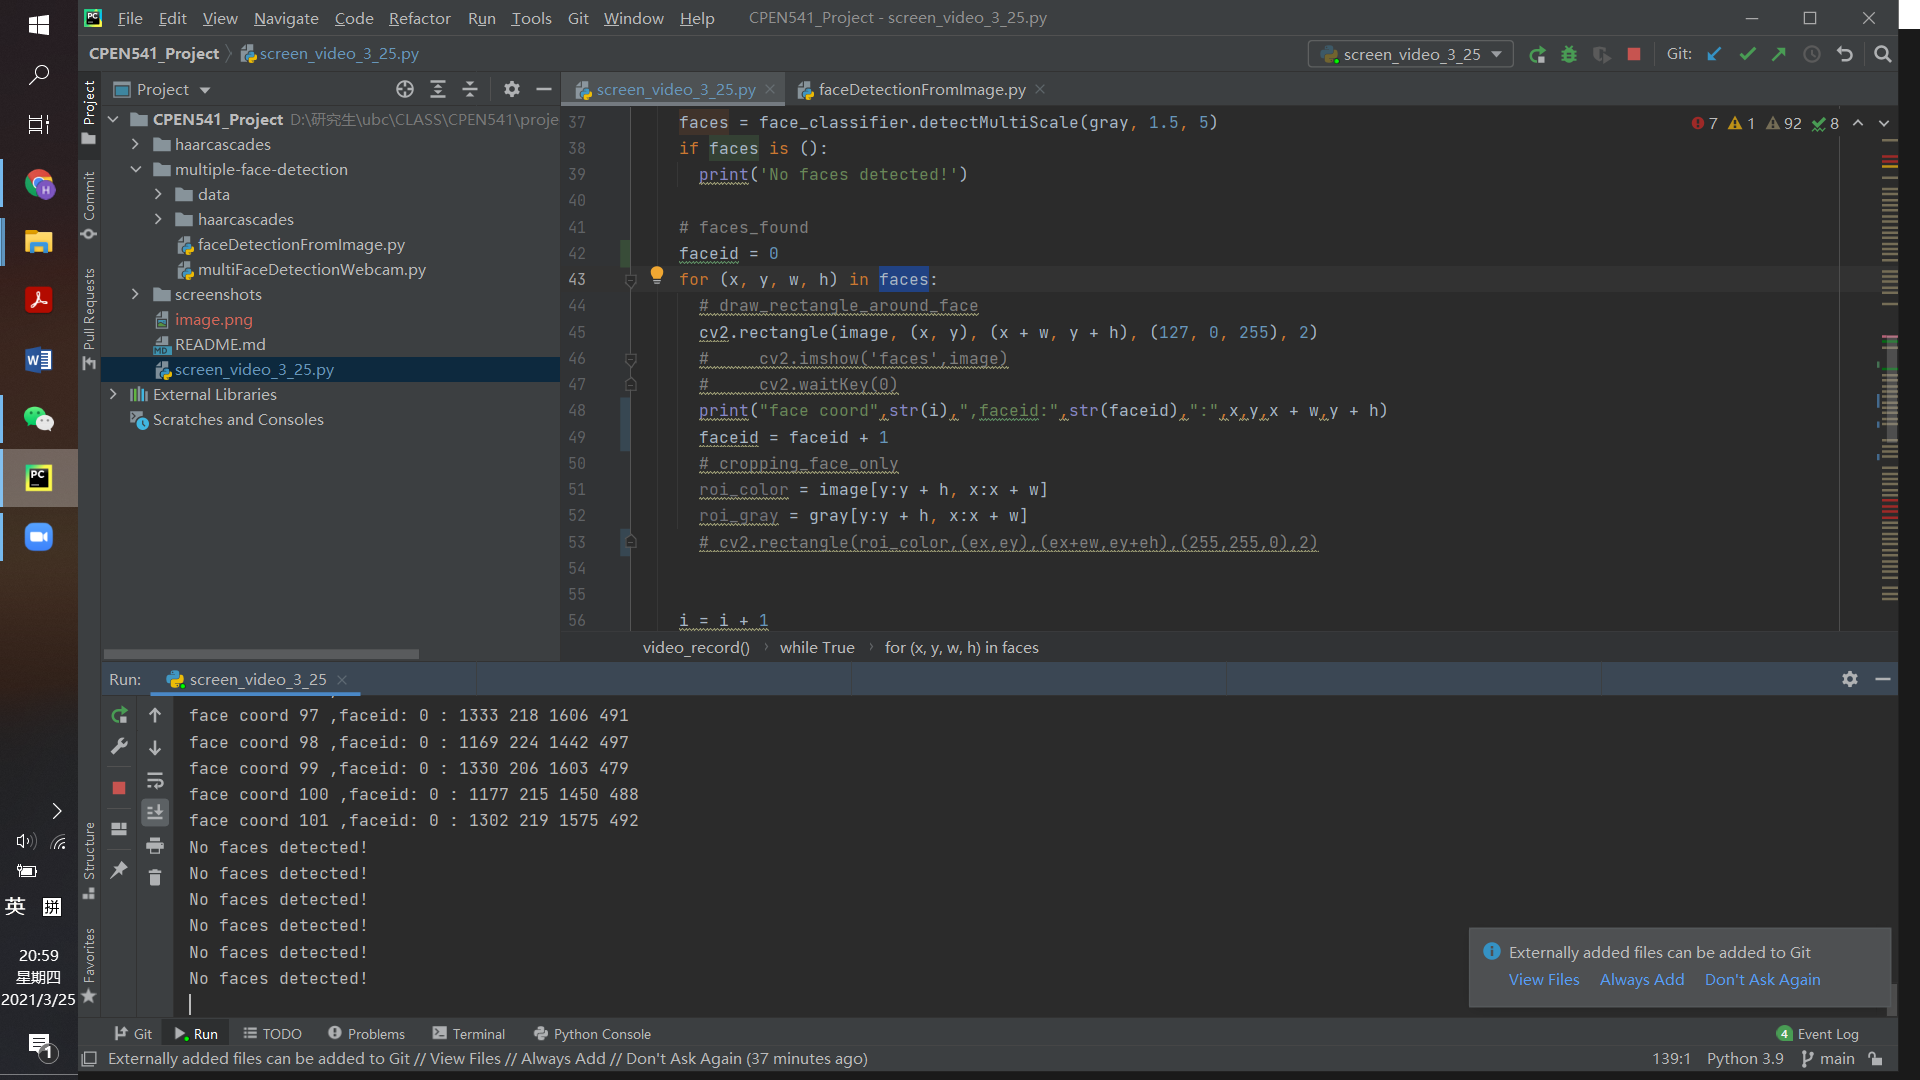 File Edit View Navigate Code Refactor Run Tools Git Window Help CPEN541_Project - screen_video_3_25.py
CPEN541_Project screen_video_3_25.py screen_video_3_25 Git:
Project
screen_video_3_25.py faceDetectionFromImage.py
Project
Commit
Pull Requests
CPEN541_Project D:\研究生\ubc\CLASS\CPEN541\proje
haarcascades
multiple-face-detection
data
haarcascades
faceDetectionFromImage.py
multiFaceDetectionWebcam.py
screenshots
image.png
README.md
screen_video_3_25.py
External Libraries
Scratches and Consoles
7 1 92 8
37 faces = face_classifier.detectMultiScale(gray, 1.5, 5)
38 if faces is ():
39 print('No faces detected!')
40
41 # faces_found
42 faceid = 0
43 for (x, y, w, h) in faces:
44 # draw_rectangle_around_face
45 cv2.rectangle(image, (x, y), (x + w, y + h), (127, 0, 255), 2)
46 # cv2.imshow('faces',image)
47 # cv2.waitKey(0)
48 print("face coord",str(i),",faceid:",str(faceid),":",x,y,x + w,y + h)
49 faceid = faceid + 1
50 # cropping_face_only
51 roi_color = image[y:y + h, x:x + w]
52 roi_gray = gray[y:y + h, x:x + w]
53 # cv2.rectangle(roi_color,(ex,ey),(ex+ew,ey+eh),(255,255,0),2)
54
55
56 i = i + 1
video_record() while True for (x, y, w, h) in faces
Run: screen_video_3_25
face coord 97 ,faceid: 0 : 1333 218 1606 491
face coord 98 ,faceid: 0 : 1169 224 1442 497
face coord 99 ,faceid: 0 : 1330 206 1603 479
face coord 100 ,faceid: 0 : 1177 215 1450 488
face coord 101 ,faceid: 0 : 1302 219 1575 492
No faces detected!
No faces detected!
No faces detected!
No faces detected!
No faces detected!
No faces detected!
Structure
Favorites
Externally added files can be added to Git
View Files Always Add Don't Ask Again
Git Run TODO Problems Terminal Python Console 4 Event Log
Externally added files can be added to Git // View Files // Always Add // Don't Ask Again (37 minutes ago) 139:1 Python 3.9 main
PC
H
W
PC
英 拼
20:59
星期四
2021/3/25
1